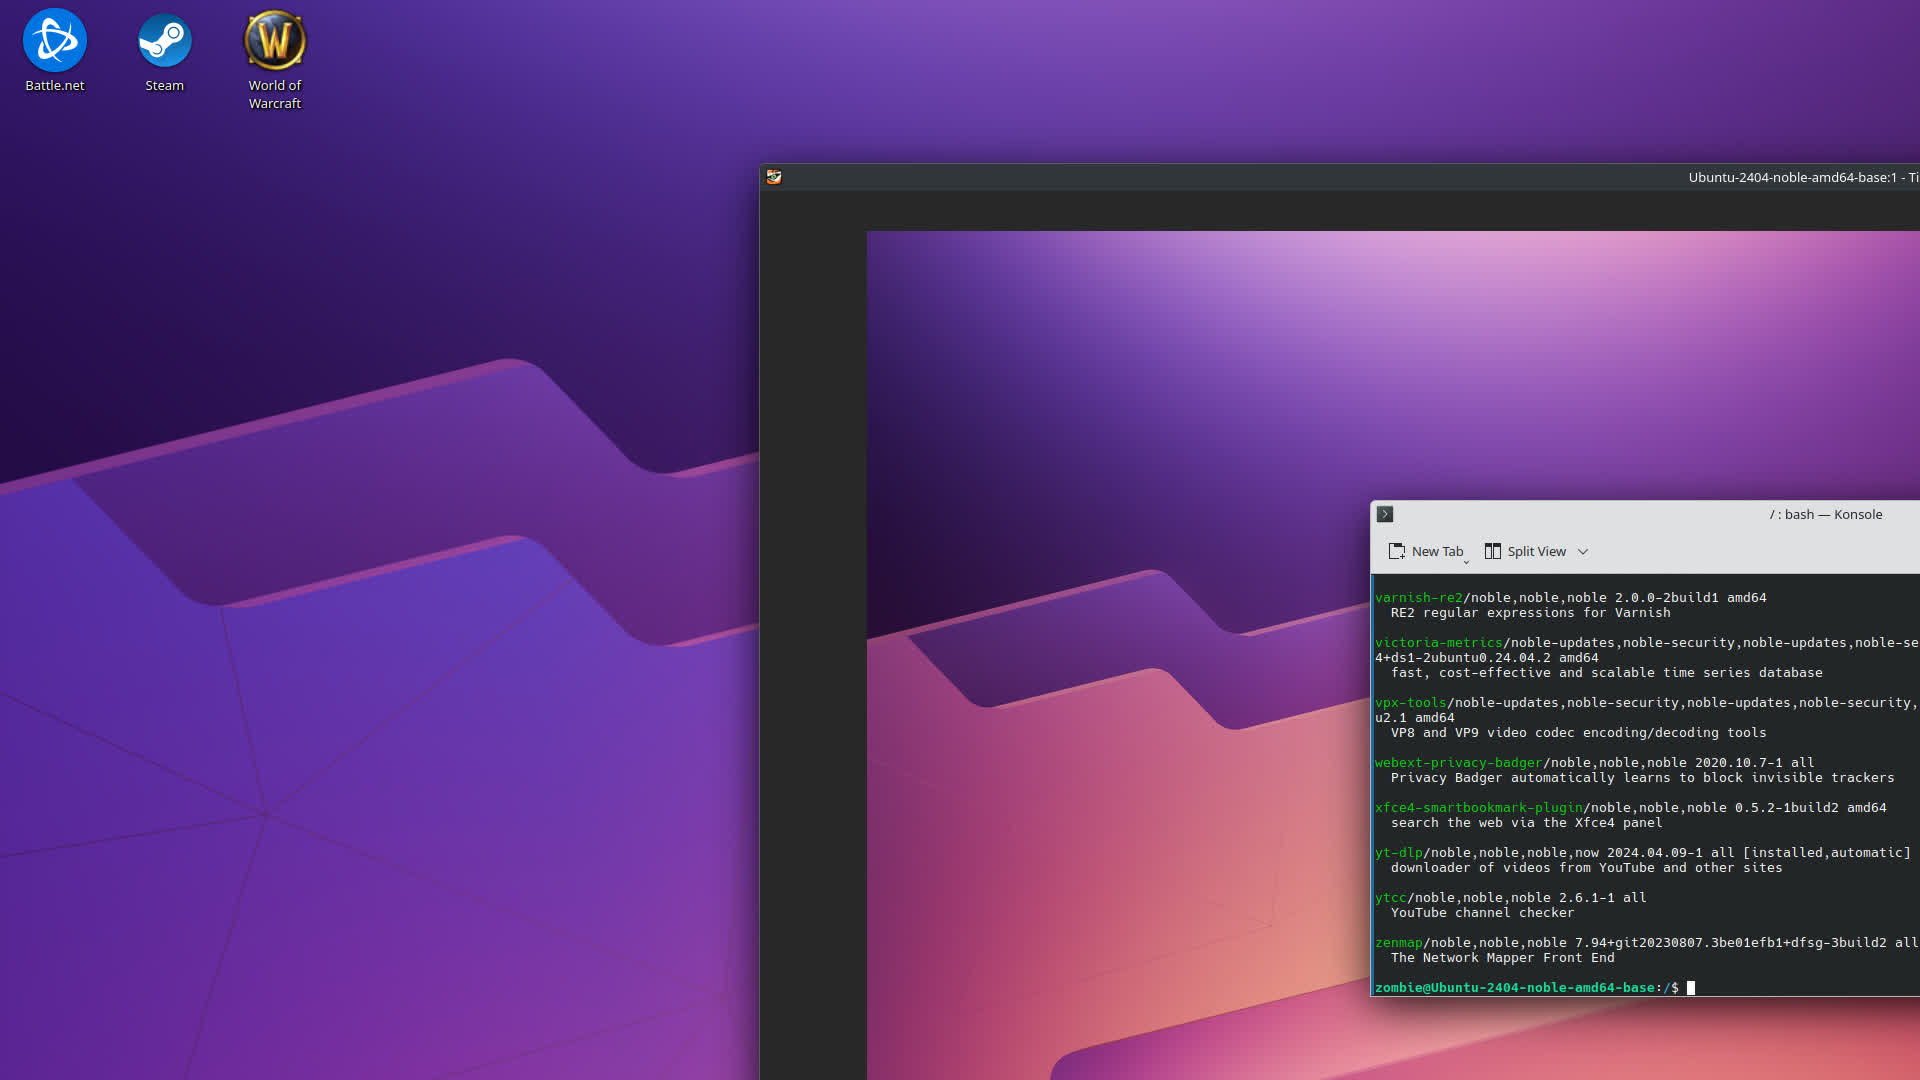 Battle.net
Steam
World of
Warcraft
Ubuntu-2404-noble-amd64-base:1 - Ti
/ : bash — Konsole
New Tab
Split View
varnish-re2/noble,noble,noble 2.0.0-2build1 amd64
RE2 regular expressions for Varnish
victoria-metrics/noble-updates,noble-security,noble-updates,noble-se
4+ds1-2ubuntu0.24.04.2 amd64
fast, cost-effective and scalable time series database
vpx-tools/noble-updates,noble-security,noble-updates,noble-security,
u2.1 amd64
VP8 and VP9 video codec encoding/decoding tools
webext-privacy-badger/noble,noble,noble 2020.10.7-1 all
Privacy Badger automatically learns to block invisible trackers
xfce4-smartbookmark-plugin/noble,noble,noble 0.5.2-1build2 amd64
search the web via the Xfce4 panel
yt-dlp/noble,noble,noble,now 2024.04.09-1 all [installed,automatic]
downloader of videos from YouTube and other sites
ytcc/noble,noble,noble 2.6.1-1 all
YouTube channel checker
zenmap/noble,noble,noble 7.94+git20230807.3be01efb1+dfsg-3build2 all
The Network Mapper Front End
zombie@Ubuntu-2404-noble-amd64-base:/$